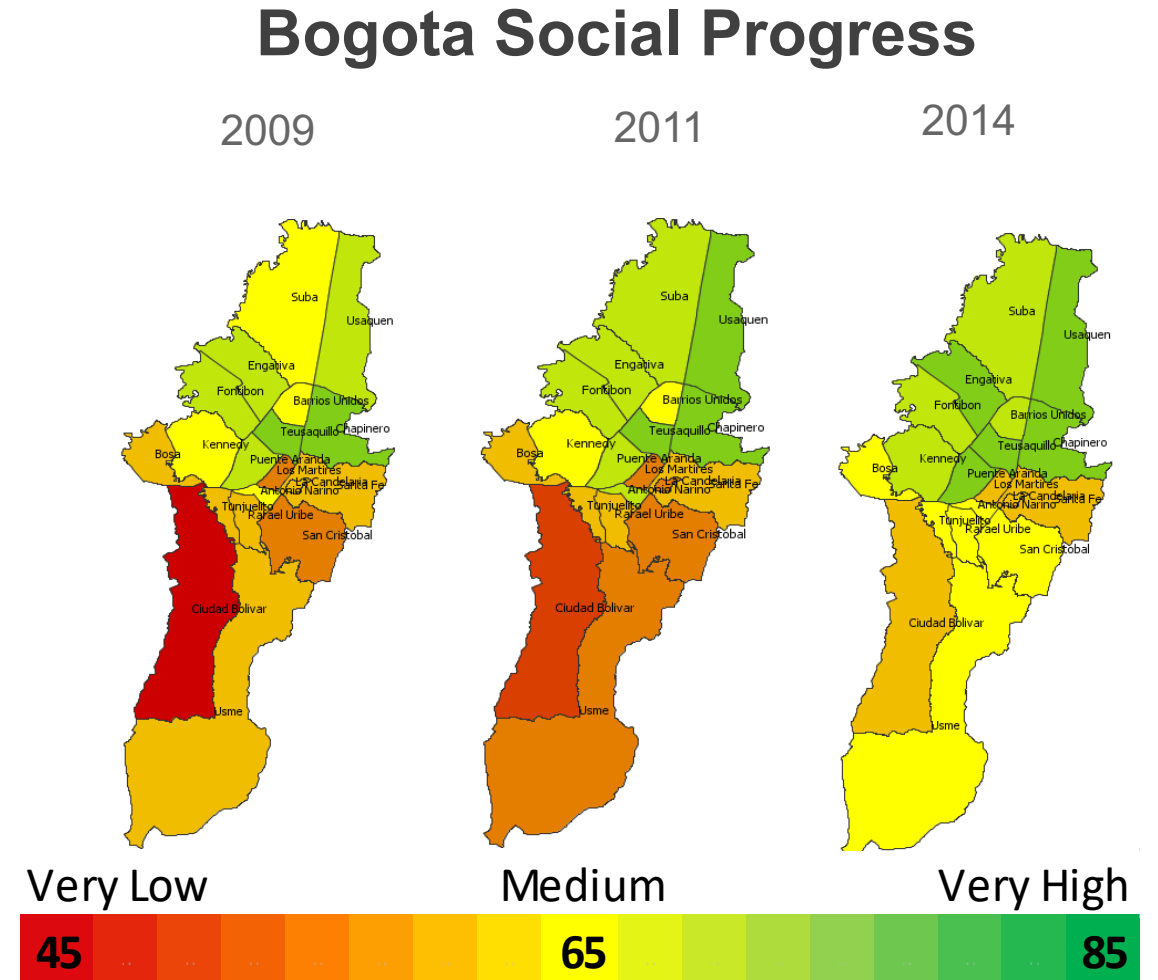 Bogota Social Progress
2009
2011
2014
Suba
Usaquen
Engativa
Fontibon
Barrios Unidos
Teusaquillo
Chapinero
Kennedy
Bosa
Puente Aranda
Los Martires
La Candelaria
Santa Fe
Antonio Narino
Tunjuelito
Rafael Uribe
San Cristobal
Ciudad Bolivar
Usme
Suba
Usaquen
Engativa
Fontibon
Barrios Unidos
Teusaquillo
Chapinero
Kennedy
Bosa
Puente Aranda
Los Martires
La Candelaria
Santa Fe
Antonio Narino
Tunjuelito
Rafael Uribe
San Cristobal
Ciudad Bolivar
Usme
Suba
Usaquen
Engativa
Fontibon
Barrios Unidos
Teusaquillo
Chapinero
Kennedy
Bosa
Puente Aranda
Los Martires
La Candelaria
Santa Fe
Antonio Narino
Tunjuelito
Rafael Uribe
San Cristobal
Ciudad Bolivar
Usme
Very Low
Medium
Very High
45
65
85